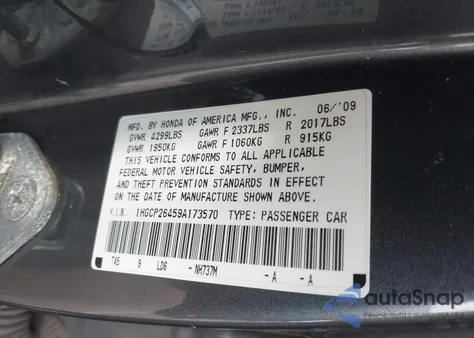 MFD. BY HONDA OF AMERICA MFG., INC. 06/'09
GVWR 4299LBS GAWR F 2337LBS R 2017LBS
GVWR 1950KG GAWR F 1060KG R 915KG
THIS VEHICLE CONFORMS TO ALL APPLICABLE
FEDERAL MOTOR VEHICLE SAFETY, BUMPER,
AND THEFT PREVENTION STANDARDS IN EFFECT
ON THE DATE OF MANUFACTURE SHOWN ABOVE.
V.I.N.: 1HGCP26459A173570 TYPE: PASSENGER CAR
TA5 9 LD6 - NH737M - A - A
autoSnap